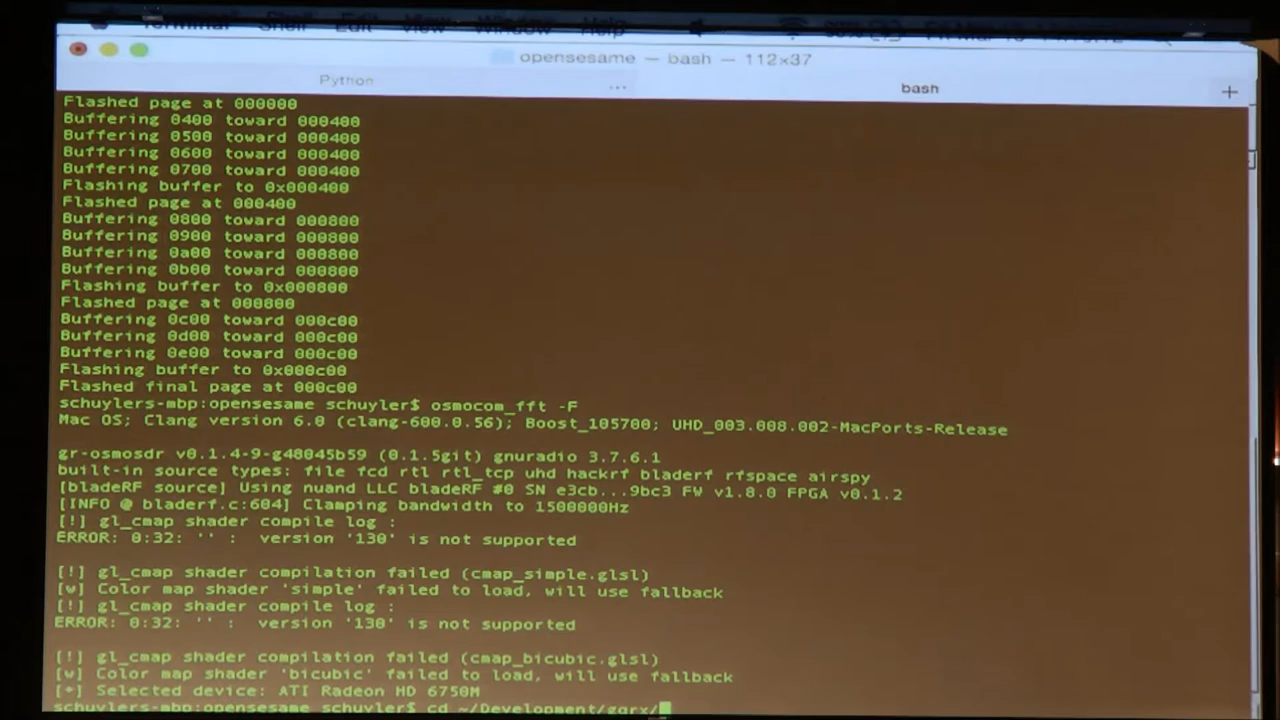 Terminal Shell Edit View Window Help
opensesame — bash — 112×37
Python ... bash +
Flashed page at 000000
Buffering 0400 toward 000400
Buffering 0500 toward 000400
Buffering 0600 toward 000400
Buffering 0700 toward 000400
Flashing buffer to 0x000400
Flashed page at 000400
Buffering 0800 toward 000800
Buffering 0900 toward 000800
Buffering 0a00 toward 000800
Buffering 0b00 toward 000800
Flashing buffer to 0x000800
Flashed page at 000800
Buffering 0c00 toward 000c00
Buffering 0d00 toward 000c00
Buffering 0e00 toward 000c00
Flashing buffer to 0x000c00
Flashed final page at 000c00
schuylers-mbp:opensesame schuyler$ osmocom_fft -F
Mac OS; Clang version 6.0 (clang-600.0.56); Boost_105700; UHD_003.008.002-MacPorts-Release
gr-osmosdr v0.1.4-9-g48045b59 (0.1.5git) gnuradio 3.7.6.1
built-in source types: file fcd rtl rtl_tcp uhd hackrf bladerf rfspace airspy
[bladeRF source] Using nuand LLC bladeRF #0 SN e3cb...9bc3 FW v1.8.0 FPGA v0.1.2
[INFO @ bladerf.c:604] Clamping bandwidth to 1500000Hz
[!] gl_cmap shader compile log :
ERROR: 0:32: '' :  version '130' is not supported
[!] gl_cmap shader compilation failed (cmap_simple.glsl)
[w] Color map shader 'simple' failed to load, will use fallback
[!] gl_cmap shader compile log :
ERROR: 0:32: '' :  version '130' is not supported
[!] gl_cmap shader compilation failed (cmap_bicubic.glsl)
[w] Color map shader 'bicubic' failed to load, will use fallback
[+] Selected device: ATI Radeon HD 6750M
schuylers-mbp:opensesame schuyler$ cd ~/Development/gqrx/